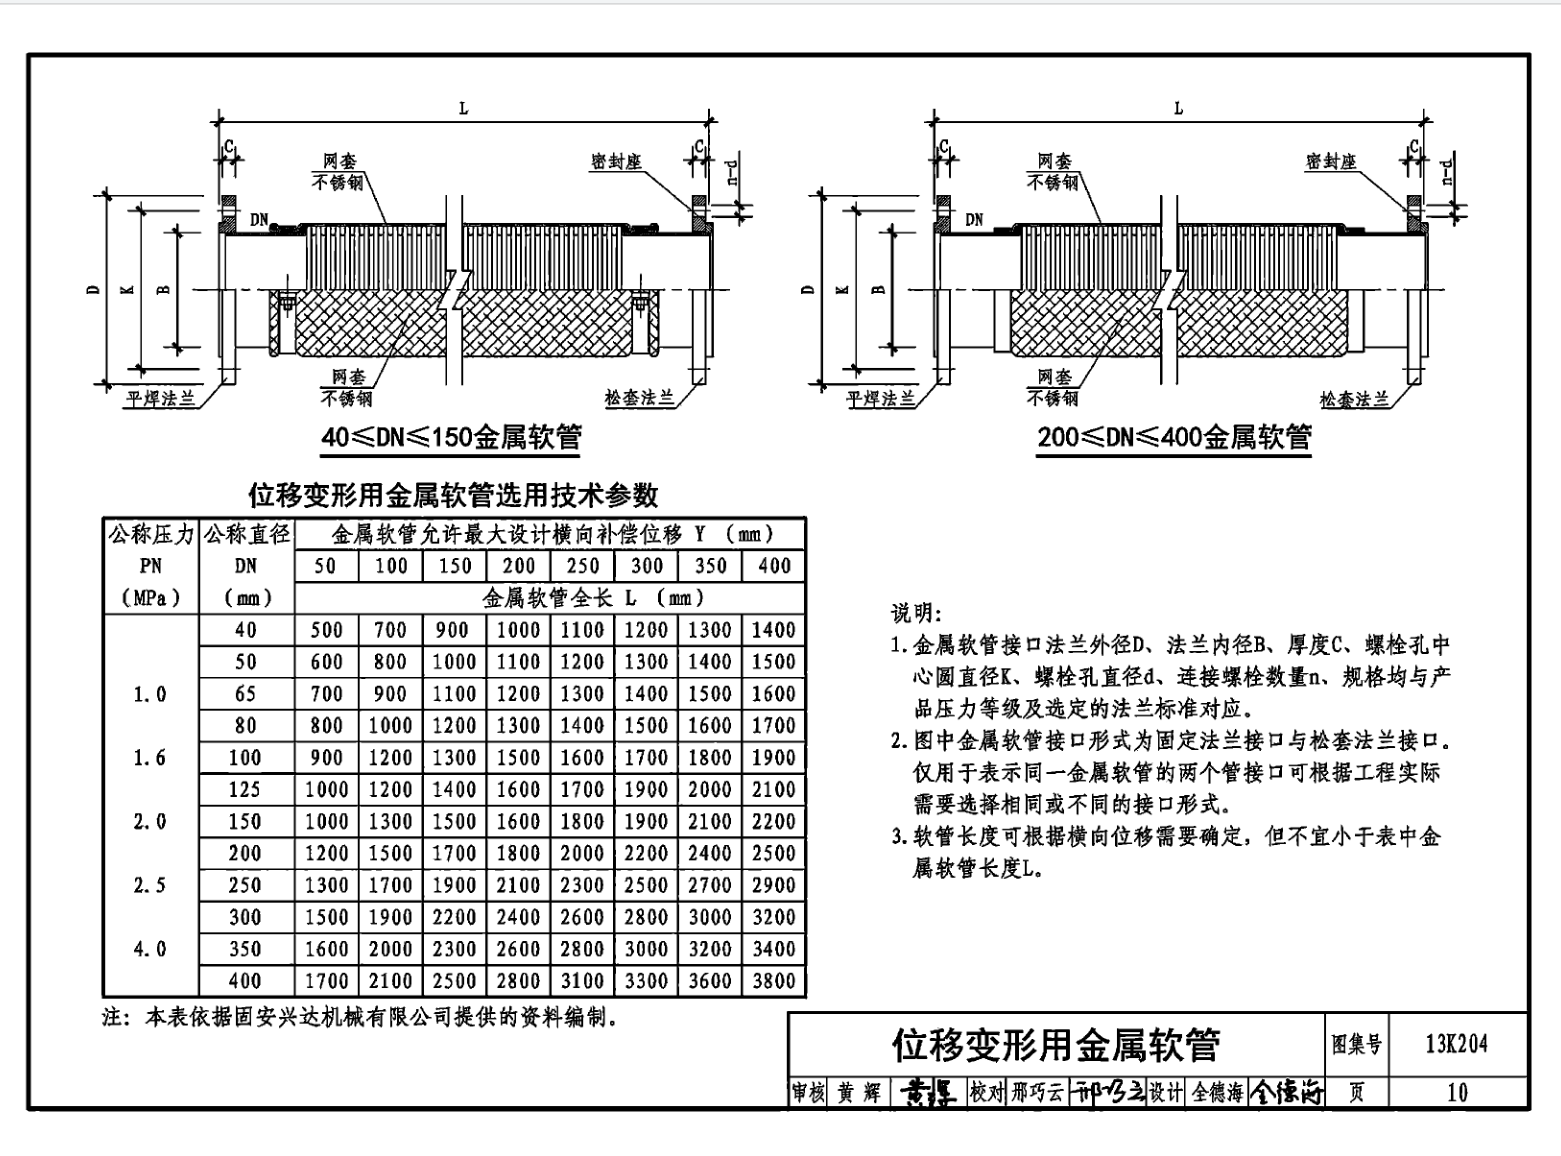 L
C
网套
不锈钢
密封座
C
n-d
DN
D
K
B
平焊法兰
网套
不锈钢
松套法兰
40≤DN≤150金属软管
L
C
网套
不锈钢
密封座
C
n-d
DN
D
K
B
平焊法兰
网套
不锈钢
松套法兰
200≤DN≤400金属软管
位移变形用金属软管选用技术参数
公称压力 公称直径 金属软管允许最大设计横向补偿位移 Y (mm)
PN DN 50 100 150 200 250 300 350 400
(MPa) (mm) 金属软管全长 L (mm)
40 500 700 900 1000 1100 1200 1300 1400
50 600 800 1000 1100 1200 1300 1400 1500
1.0 65 700 900 1100 1200 1300 1400 1500 1600
80 800 1000 1200 1300 1400 1500 1600 1700
1.6 100 900 1200 1300 1500 1600 1700 1800 1900
125 1000 1200 1400 1600 1700 1900 2000 2100
2.0 150 1000 1300 1500 1600 1800 1900 2100 2200
200 1200 1500 1700 1800 2000 2200 2400 2500
2.5 250 1300 1700 1900 2100 2300 2500 2700 2900
300 1500 1900 2200 2400 2600 2800 3000 3200
4.0 350 1600 2000 2300 2600 2800 3000 3200 3400
400 1700 2100 2500 2800 3100 3300 3600 3800
注: 本表依据固安兴达机械有限公司提供的资料编制。
说明:
1.金属软管接口法兰外径D、法兰内径B、厚度C、螺栓孔中
心圆直径K、螺栓孔直径d、连接螺栓数量n、规格均与产
品压力等级及选定的法兰标准对应。
2.图中金属软管接口形式为固定法兰接口与松套法兰接口。
仅用于表示同一金属软管的两个管接口可根据工程实际
需要选择相同或不同的接口形式。
3.软管长度可根据横向位移需要确定，但不宜小于表中金
属软管长度L。
位移变形用金属软管 图集号 13K204
审核 黄辉 黄辉 校对 邢巧云 邢巧云 设计 全德海 全德海 页 10